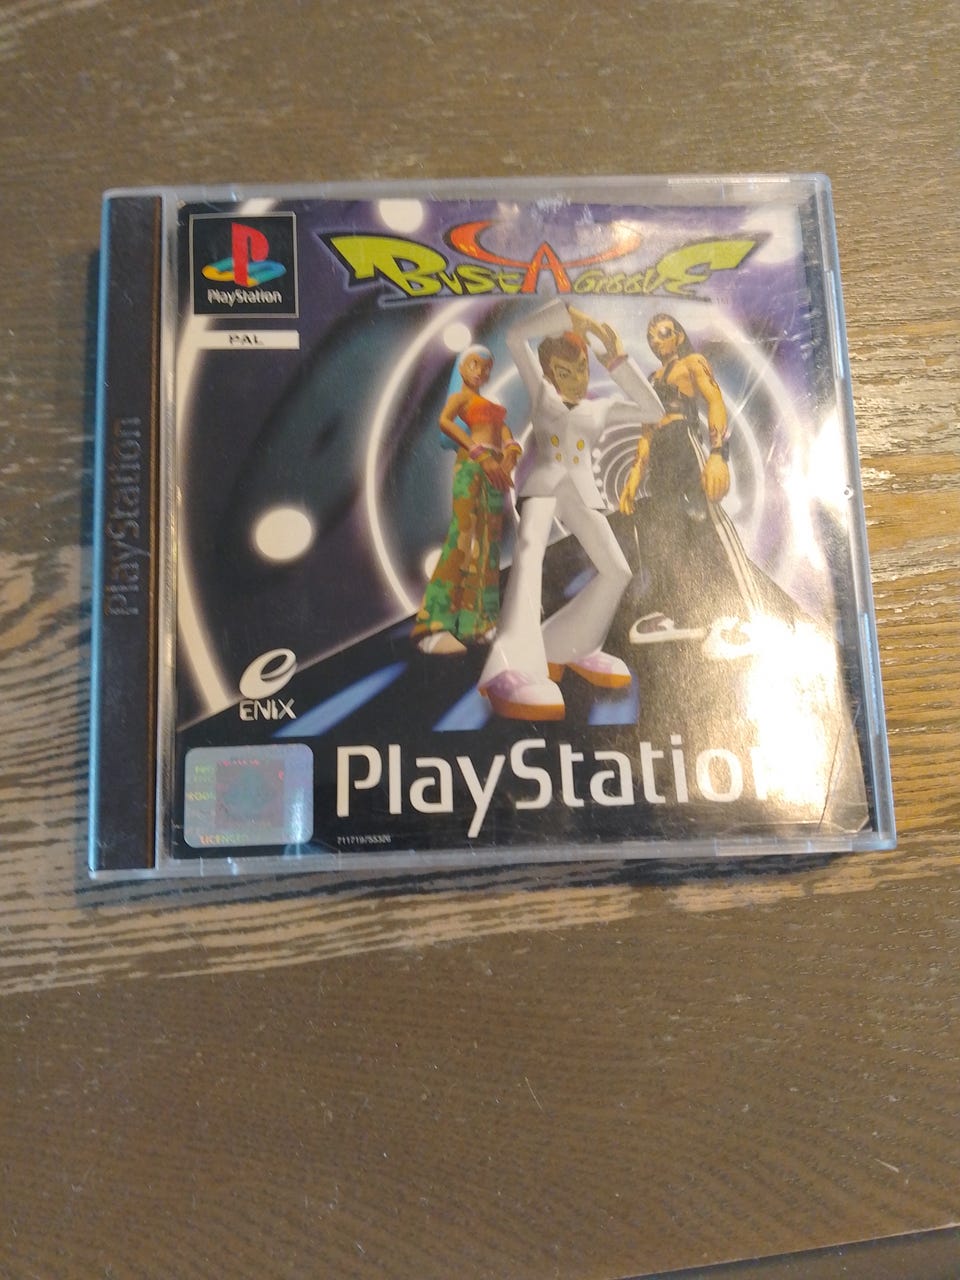 PlayStation
PlayStation
PAL
BUST A GROOVE
ENIX
PlayStation